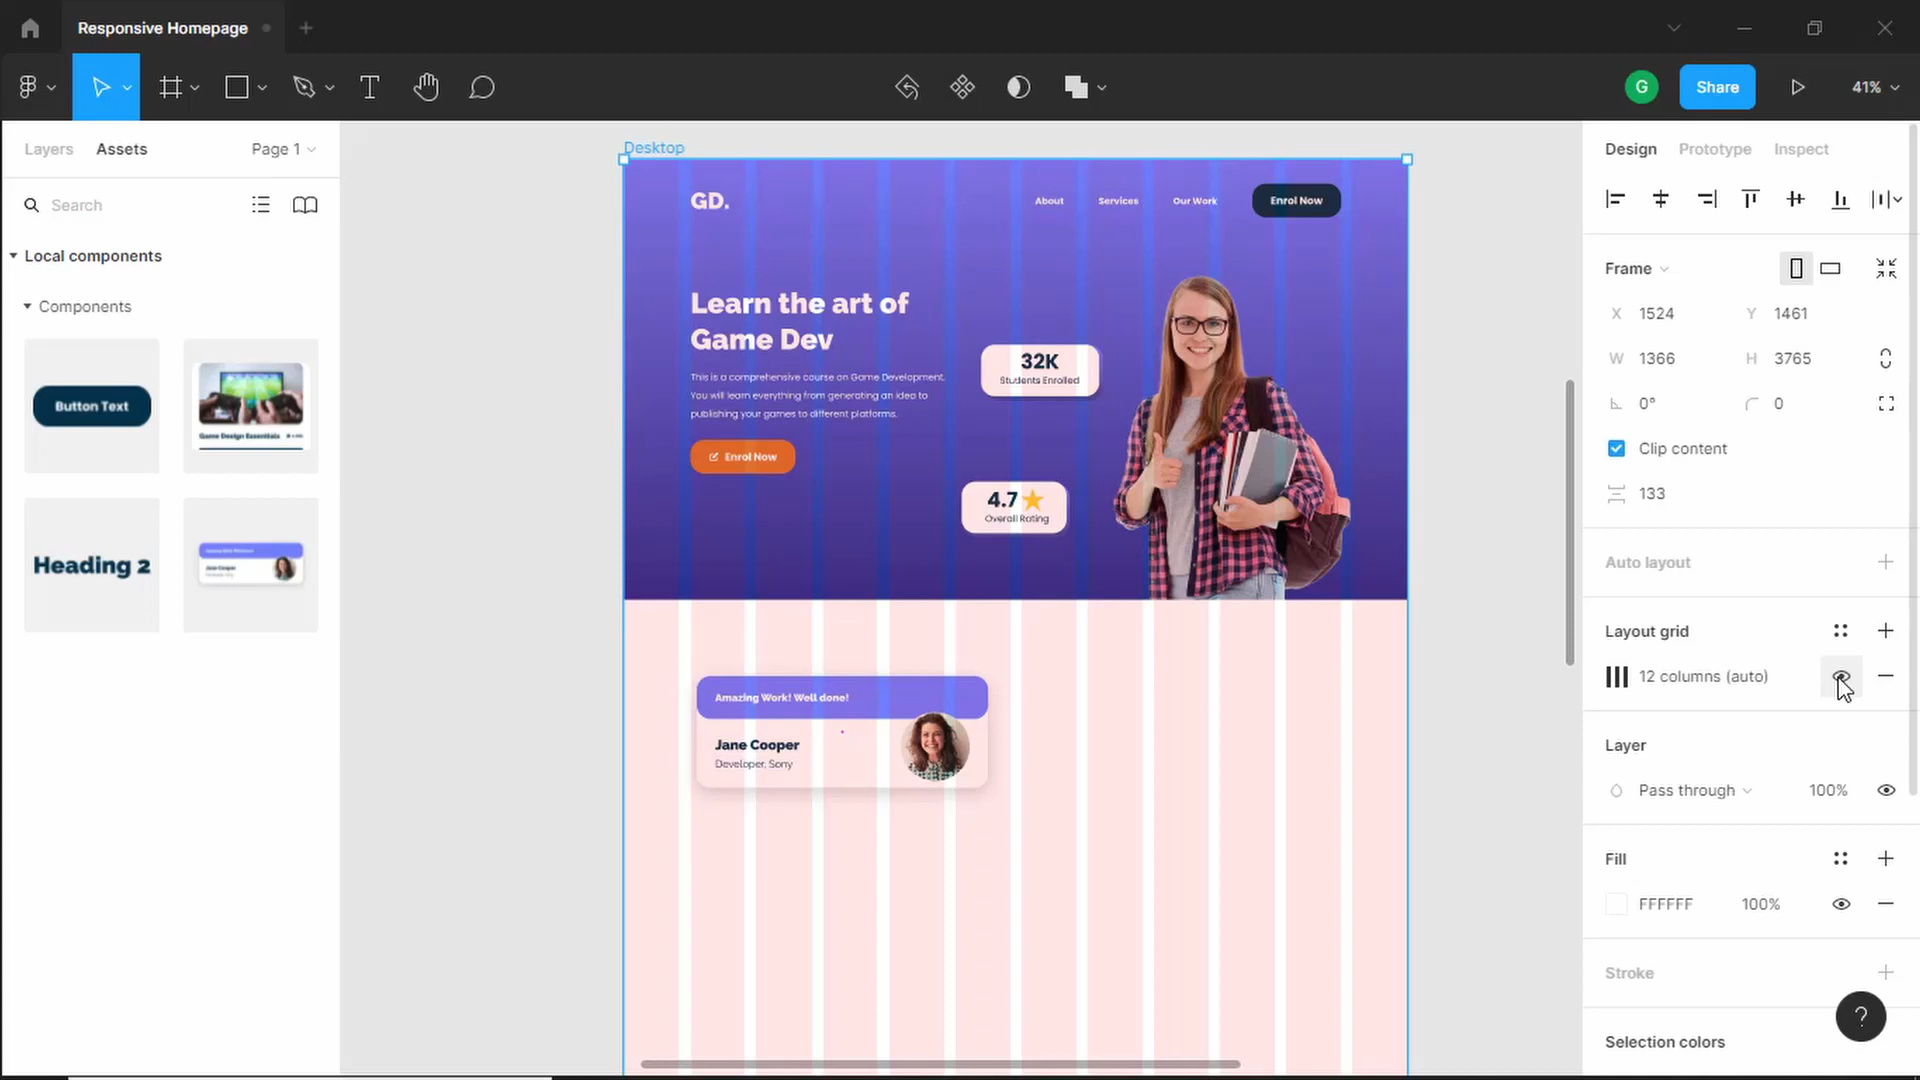 Responsive Homepage
G
Share
41%
Layers
Assets
Page 1
Search
Local components
Components
Button Text
Game Design Essentials
Heading 2
Jane Cooper
Desktop
GD.
About
Services
Our Work
Enrol Now
Learn the art of
Game Dev
This is a comprehensive course on Game Development.
You will learn everything from generating an idea to
publishing your games to different platforms.
Enrol Now
32K
Students Enrolled
4.7
Overall Rating
Amazing Work! Well done!
Jane Cooper
Developer, Sony
Design
Prototype
Inspect
Frame
X 1524
Y 1461
W 1366
H 3765
0°
0
Clip content
133
Auto layout
Layout grid
12 columns (auto)
Layer
Pass through
100%
Fill
FFFFFF
100%
Stroke
?
Selection colors